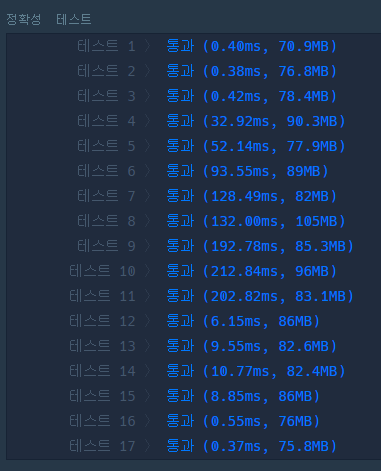 정확성 테스트
테스트 1 〉 통과 (0.40ms, 70.9MB)
테스트 2 〉 통과 (0.38ms, 76.8MB)
테스트 3 〉 통과 (0.42ms, 78.4MB)
테스트 4 〉 통과 (32.92ms, 90.3MB)
테스트 5 〉 통과 (52.14ms, 77.9MB)
테스트 6 〉 통과 (93.55ms, 89MB)
테스트 7 〉 통과 (128.49ms, 82MB)
테스트 8 〉 통과 (132.00ms, 105MB)
테스트 9 〉 통과 (192.78ms, 85.3MB)
테스트 10 〉 통과 (212.84ms, 96MB)
테스트 11 〉 통과 (202.82ms, 83.1MB)
테스트 12 〉 통과 (6.15ms, 86MB)
테스트 13 〉 통과 (9.55ms, 82.6MB)
테스트 14 〉 통과 (10.77ms, 82.4MB)
테스트 15 〉 통과 (8.85ms, 86MB)
테스트 16 〉 통과 (0.55ms, 76MB)
테스트 17 〉 통과 (0.37ms, 75.8MB)